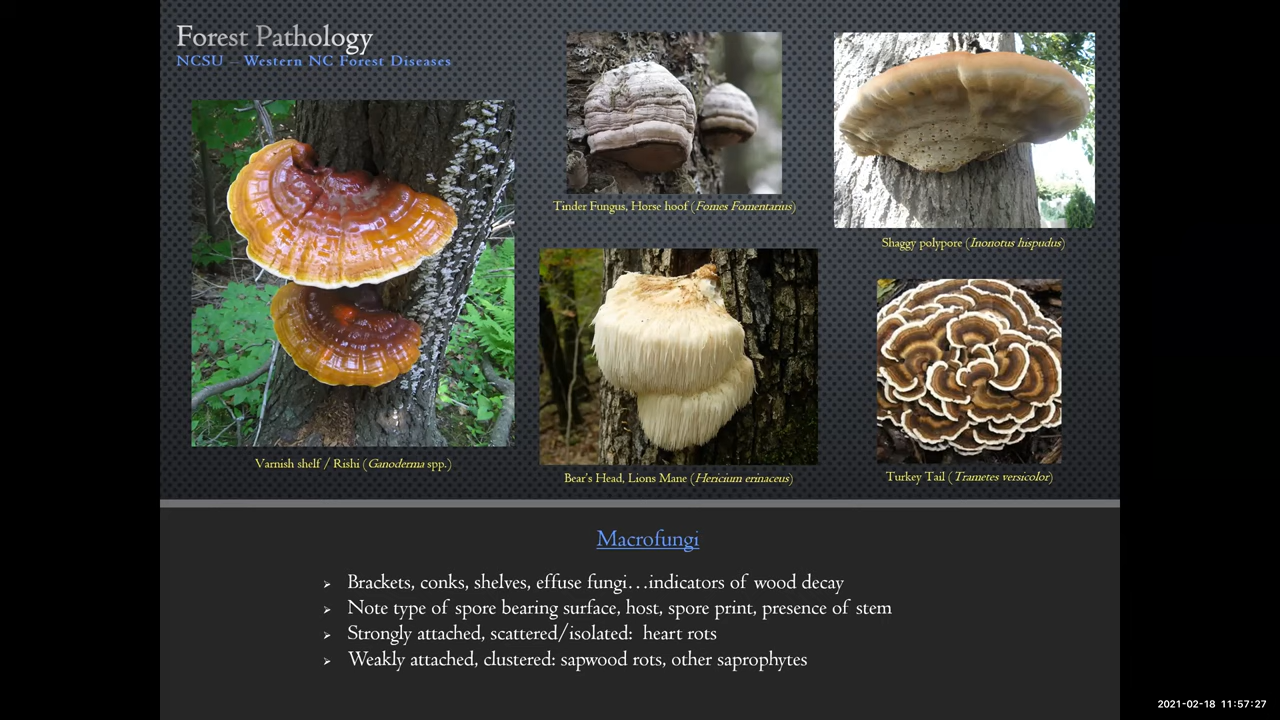 Forest Pathology
NCSU – Western NC Forest Diseases
Tinder Fungus, Horse hoof (Fomes Fomentarius)
Shaggy polypore (Inonotus hispudus)
Varnish shelf / Rishi (Ganoderma spp.)
Bear's Head, Lions Mane (Hericium erinaceus)
Turkey Tail (Trametes versicolor)
Macrofungi
➢ Brackets, conks, shelves, effuse fungi…indicators of wood decay
➢ Note type of spore bearing surface, host, spore print, presence of stem
➢ Strongly attached, scattered/isolated: heart rots
➢ Weakly attached, clustered: sapwood rots, other saprophytes
2021-02-18 11:57:27